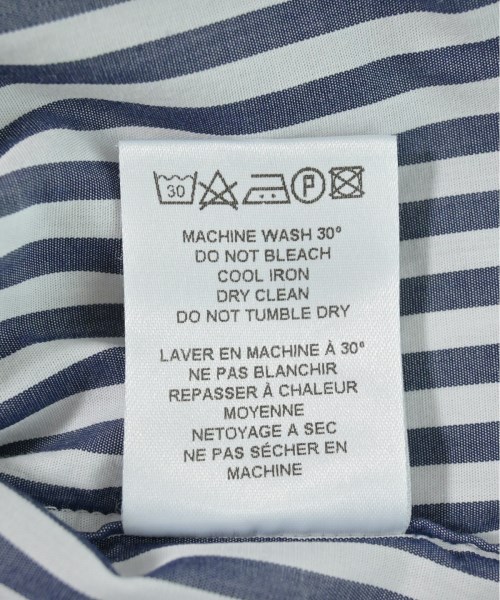 30 P
MACHINE WASH 30°
DO NOT BLEACH
COOL IRON
DRY CLEAN
DO NOT TUMBLE DRY
LAVER EN MACHINE À 30°
NE PAS BLANCHIR
REPASSER À CHALEUR
MOYENNE
NETOYAGE A SEC
NE PAS SÉCHER EN
MACHINE